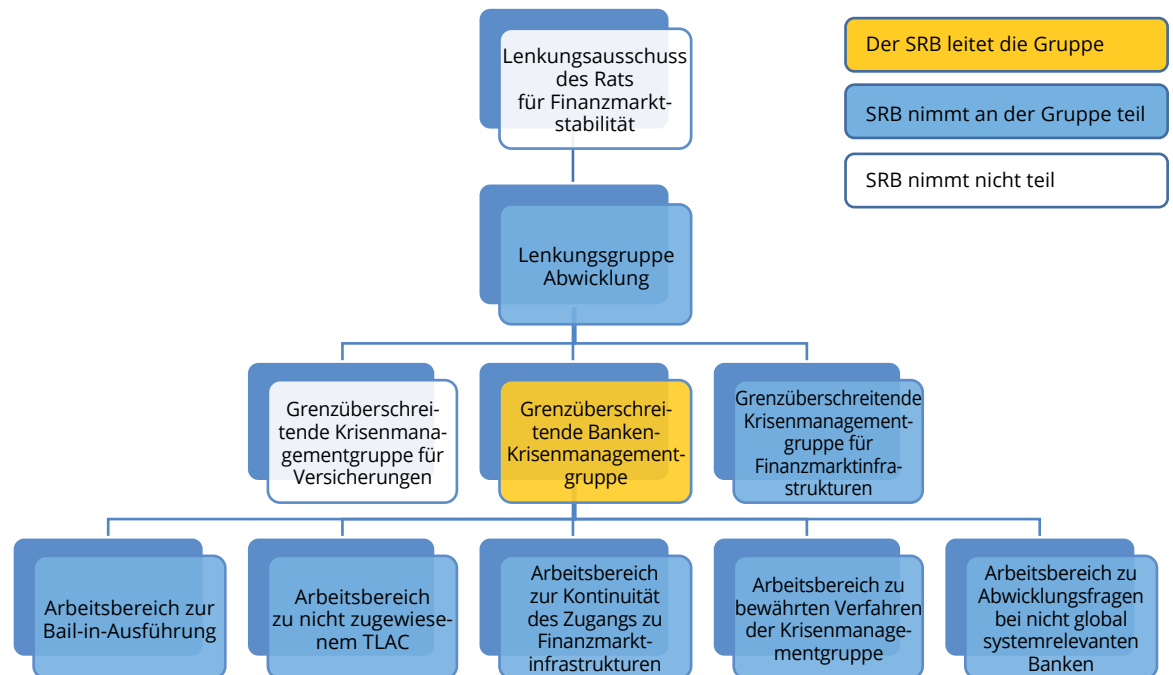 Lenkungsausschuss
des Rats
für Finanzmarkt-
stabilität
Der SRB leitet die Gruppe
SRB nimmt an der Gruppe teil
SRB nimmt nicht teil
Lenkungsgruppe
Abwicklung
Grenzüberschrei-
tende Krisenmana-
gementgruppe für
Versicherungen
Grenzüberschrei-
tende Banken-
Krisenmanagement-
gruppe
Grenzüberschreitende
Krisenmanagement-
gruppe für
Finanzmarktinfra-
strukturen
Arbeitsbereich zur
Bail-in-Ausführung
Arbeitsbereich
zu nicht zugewiese-
nem TLAC
Arbeitsbereich
zur Kontinuität
des Zugangs zu
Finanzmarkt-
infrastrukturen
Arbeitsbereich zu
bewährten Verfahren
der Krisenmanage-
mentgruppe
Arbeitsbereich zu
Abwicklungsfragen
bei nicht global
systemrelevanten
Banken